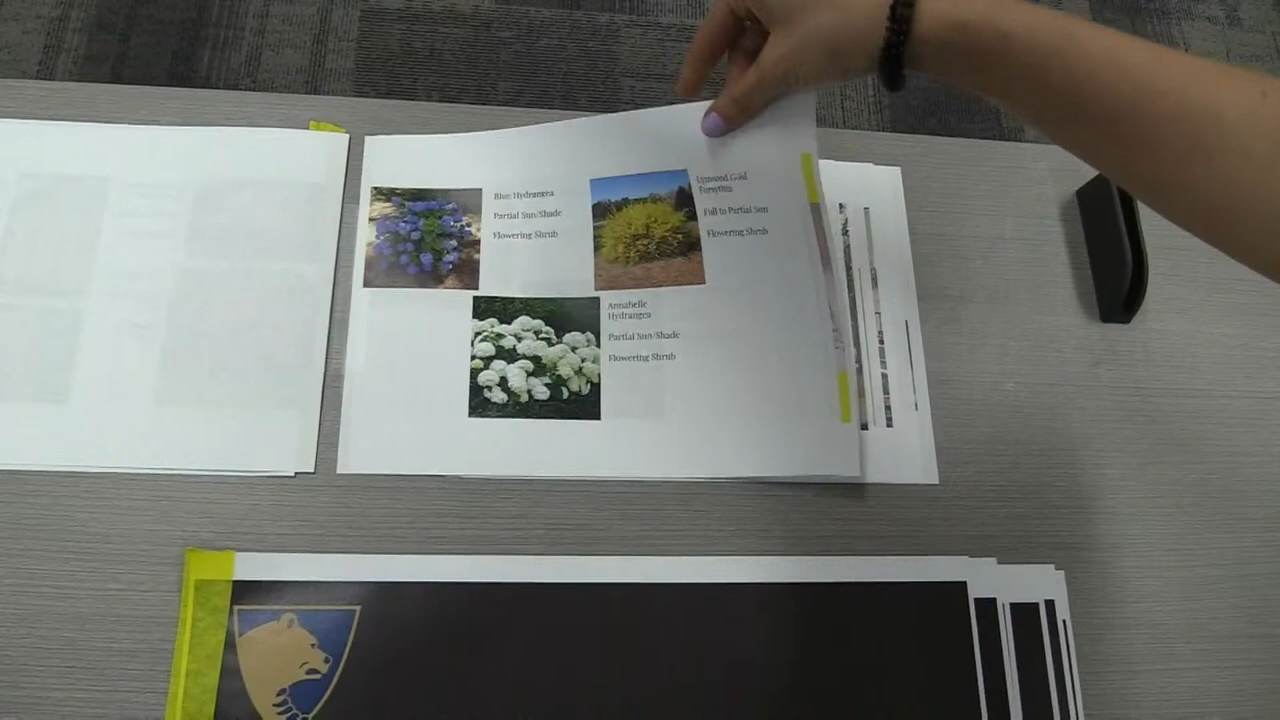 Blue Hydrangea
Partial Sun/Shade
Flowering Shrub
Lynwood Gold
Forsythia
Full to Partial Sun
Flowering Shrub
Annabelle
Hydrangea
Partial Sun/Shade
Flowering Shrub